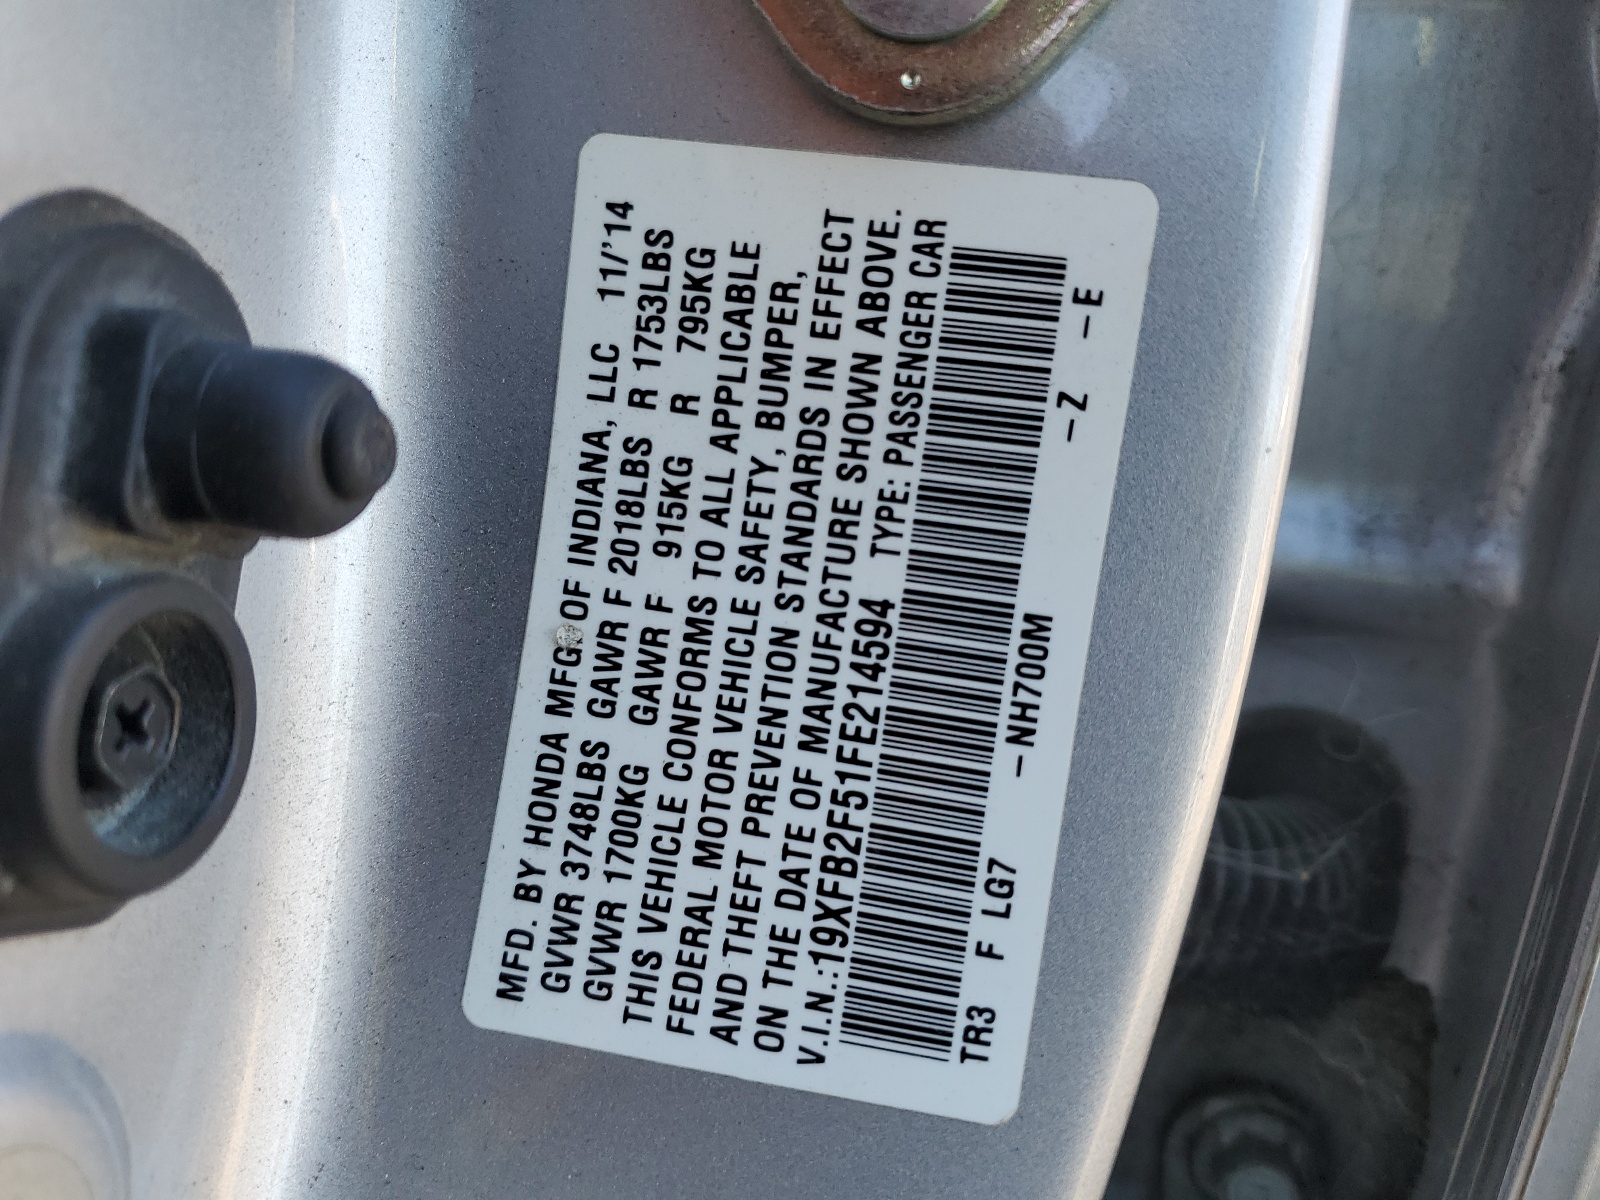 MFD. BY HONDA MFG. OF INDIANA, LLC 11/'14
GVWR 3748LBS GAWR F 2018LBS R 1753LBS
GVWR 1700KG GAWR F 915KG R 795KG
THIS VEHICLE CONFORMS TO ALL APPLICABLE
FEDERAL MOTOR VEHICLE SAFETY, BUMPER,
AND THEFT PREVENTION STANDARDS IN EFFECT
ON THE DATE OF MANUFACTURE SHOWN ABOVE.
V.I.N.:19XFB2F51FE214594 TYPE: PASSENGER CAR
TR3 F LG7 –NH700M –Z –E